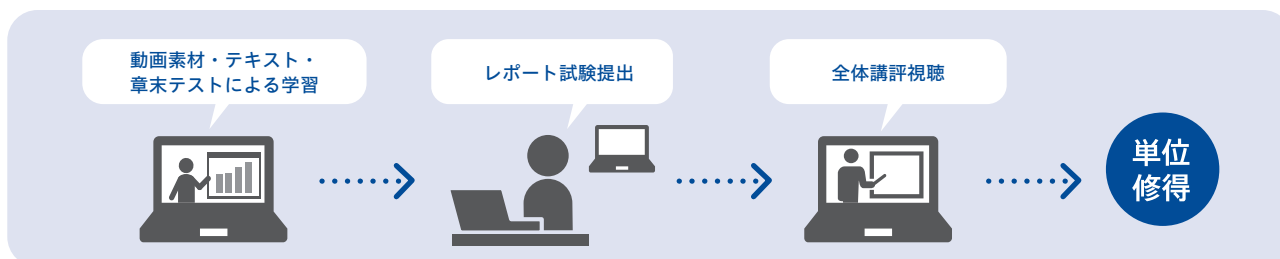 動画素材・テキスト・
章末テストによる学習
レポート試験提出
全体講評視聴
単位
修得